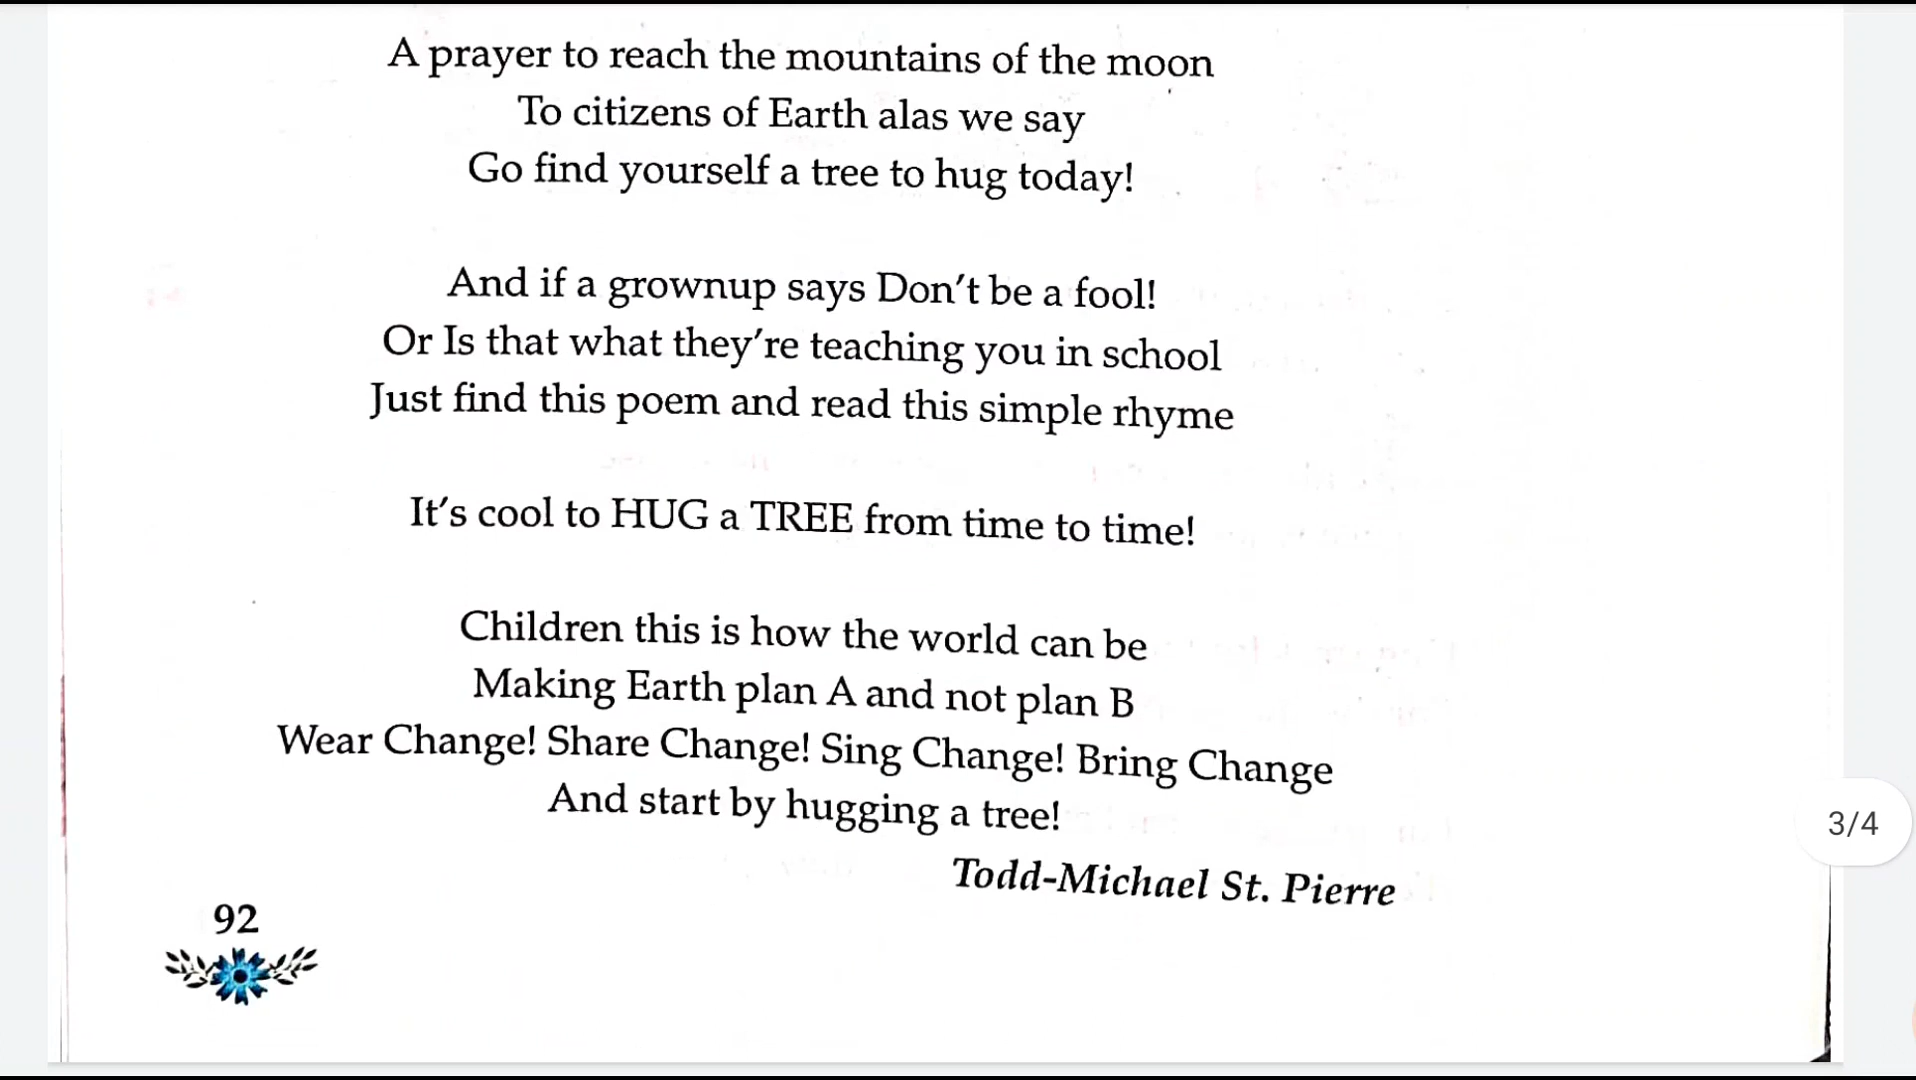 A prayer to reach the mountains of the moon
To citizens of Earth alas we say
Go find yourself a tree to hug today!
And if a grownup says Don't be a fool!
Or Is that what they're teaching you in school
Just find this poem and read this simple rhyme
It's cool to HUG a TREE from time to time!
Children this is how the world can be
Making Earth plan A and not plan B
Wear Change! Share Change! Sing Change! Bring Change
And start by hugging a tree!
Todd-Michael St. Pierre
3/4
92